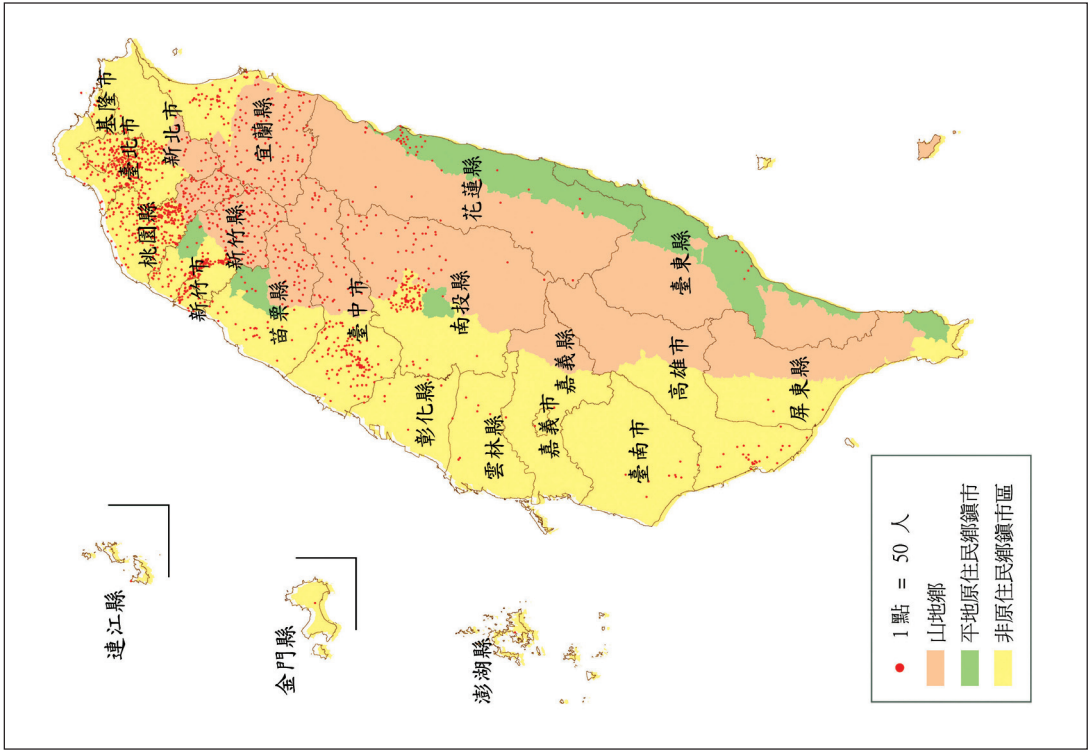 基隆市
臺北市
新北市
宜蘭縣
桃園縣
新竹縣
新竹市
苗栗縣
臺中市
花蓮縣
南投縣
彰化縣
雲林縣
嘉義縣
嘉義市
臺南市
高雄市
臺東縣
屏東縣
連江縣
金門縣
澎湖縣
1 點 = 50 人
山地鄉
平地原住民鄉鎮市
非原住民鄉鎮市區